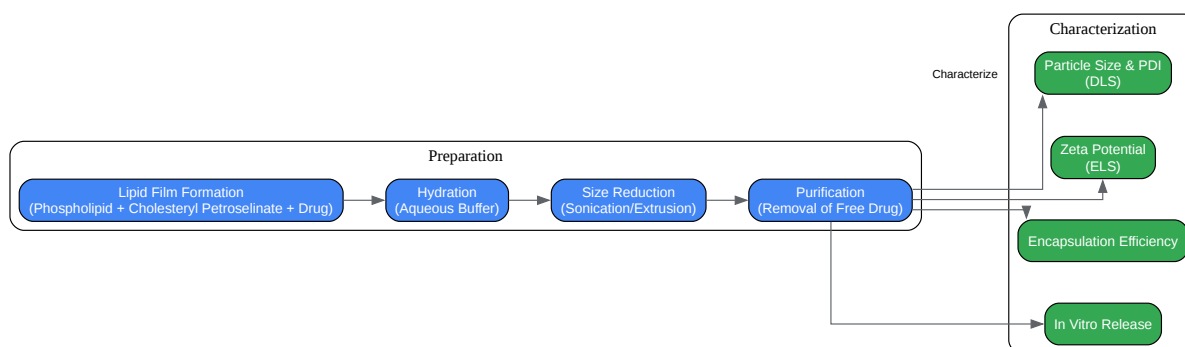 Characterization
Particle Size & PDI
(DLS)
Characterize
Zeta Potential
(ELS)
Preparation
Lipid Film Formation
(Phospholipid + Cholesteryl Petroselinate + Drug)
Hydration
(Aqueous Buffer)
Size Reduction
(Sonication/Extrusion)
Purification
(Removal of Free Drug)
Encapsulation Efficiency
In Vitro Release